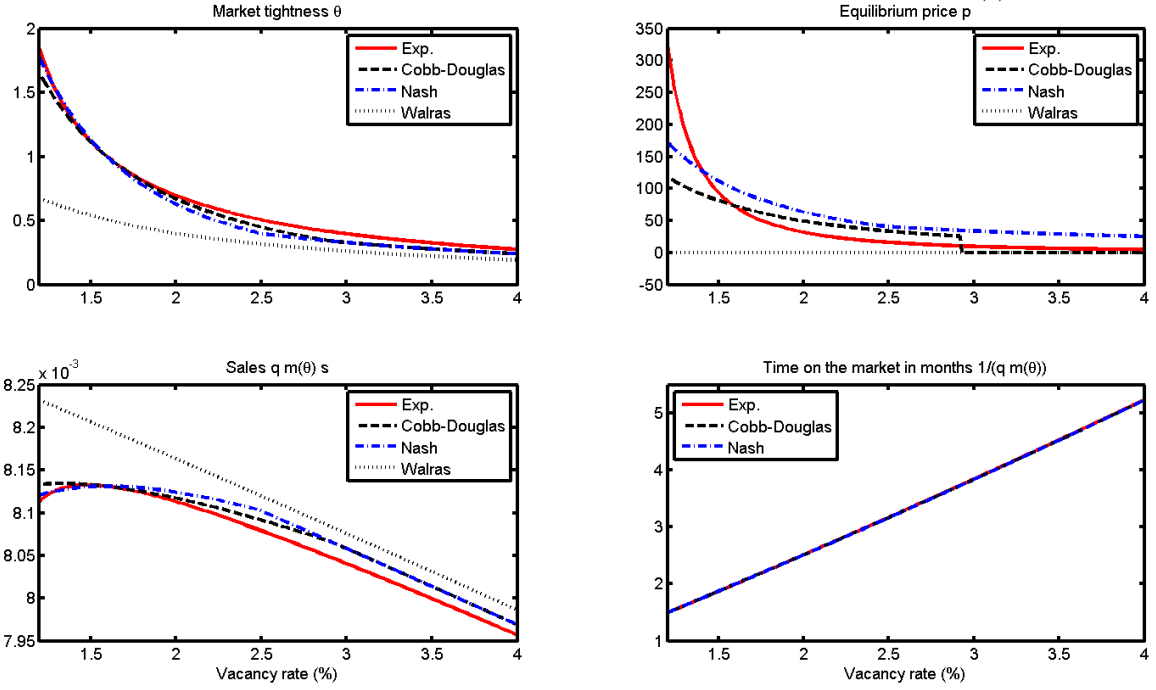 Market tightness θ
2
1.5
1
0.5
0
Exp.
Cobb-Douglas
Nash
Walras
1.5 2 2.5 3 3.5 4
Equilibrium price p
350
300
250
200
150
100
50
0
-50
Exp.
Cobb-Douglas
Nash
Walras
1.5 2 2.5 3 3.5 4
Sales q m(θ) s
x 10^-3
8.25
8.2
8.15
8.1
8.05
8
7.95
Exp.
Cobb-Douglas
Nash
Walras
1.5 2 2.5 3 3.5 4
Vacancy rate (%)
Time on the market in months 1/(q m(θ))
5
4
3
2
1
Exp.
Cobb-Douglas
Nash
1.5 2 2.5 3 3.5 4
Vacancy rate (%)